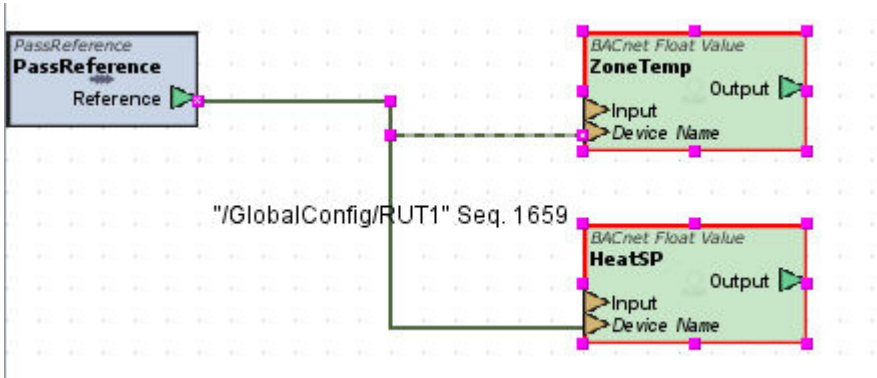 PassReference
PassReference
Reference
BACnet Float Value
ZoneTemp
Output
Input
Device Name
"/GlobalConfig/RUT1" Seq. 1659
BACnet Float Value
HeatSP
Output
Input
Device Name